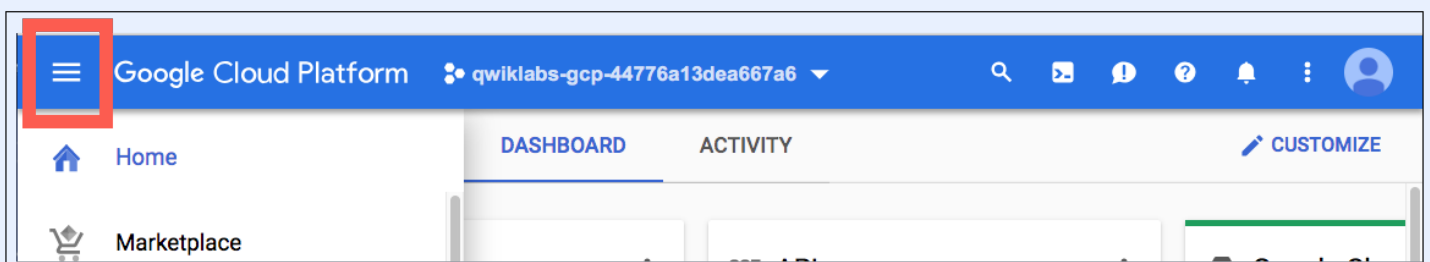 Google Cloud Platform qwiklabs-gcp-44776a13dea667a6
Home
DASHBOARD ACTIVITY CUSTOMIZE
Marketplace